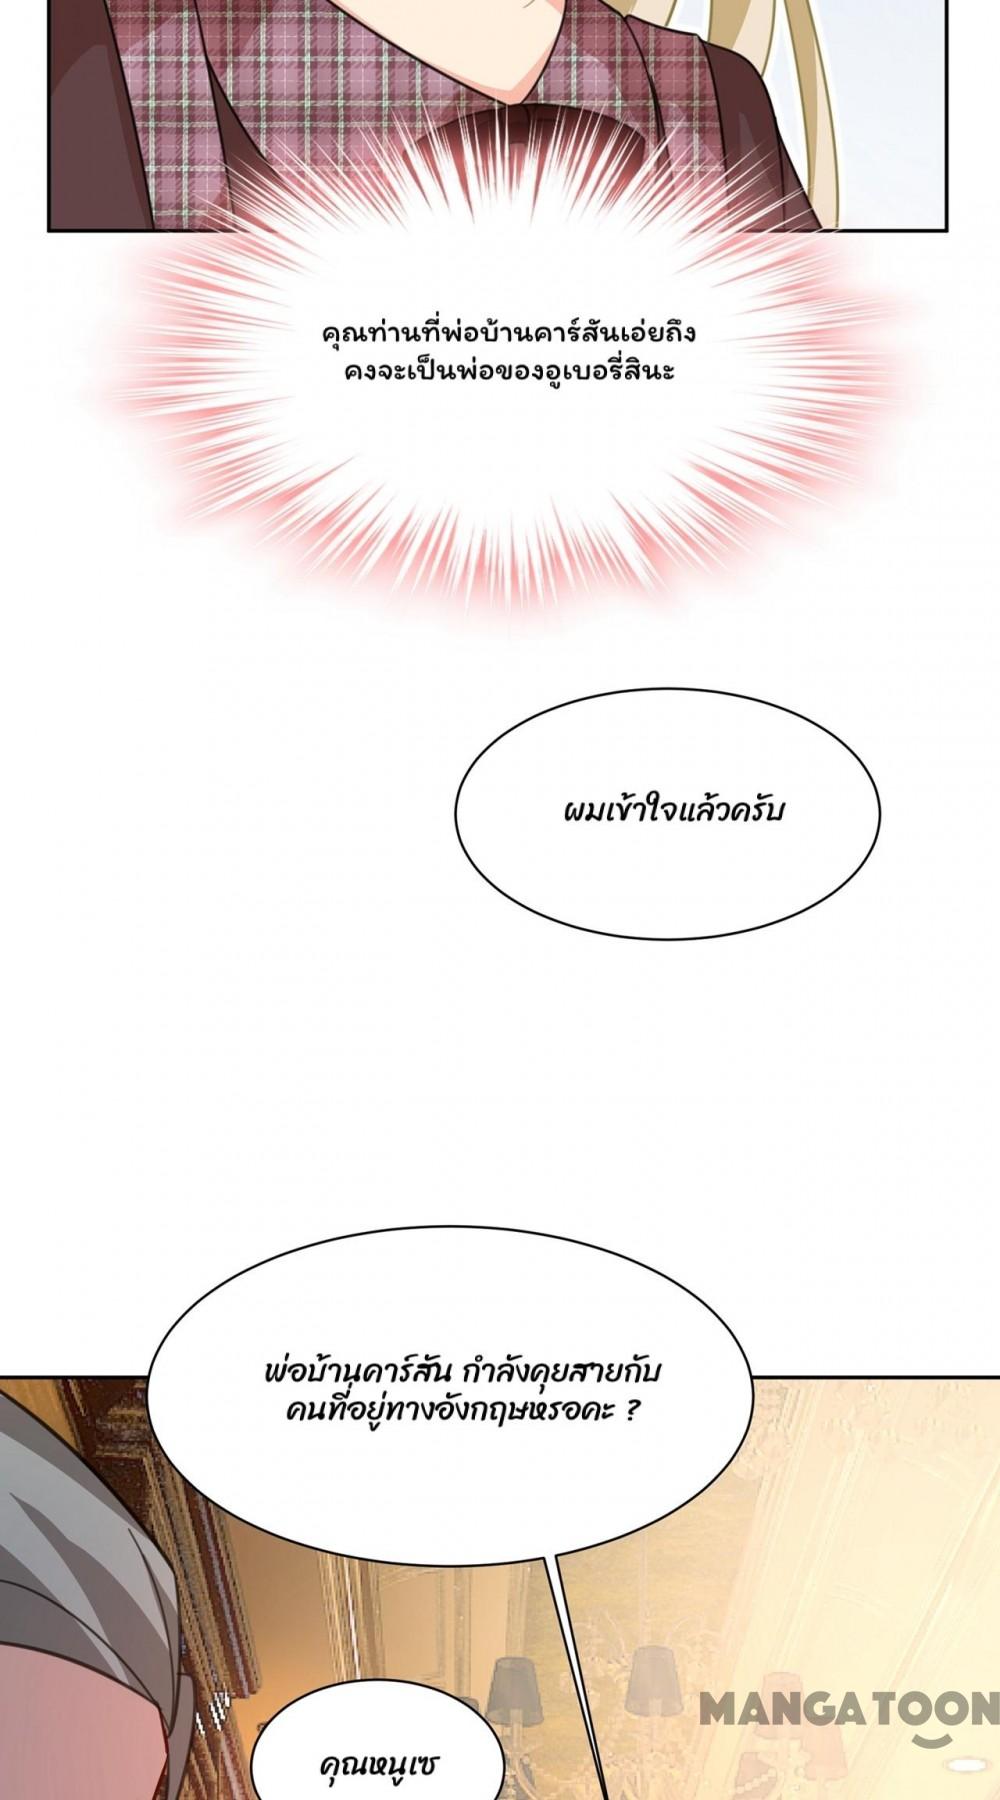 คุณท่านที่พ่อบ้านคาร์สันเอ่ยถึง
คงจะเป็นพ่อของอูเบอรี่สินะ
ผมเข้าใจแล้วครับ
พ่อบ้านคาร์สัน กำลังคุยสายกับ
คนที่อยู่ทางอังกฤษหรอคะ ?
MANGATOON
คุณหนูเซ